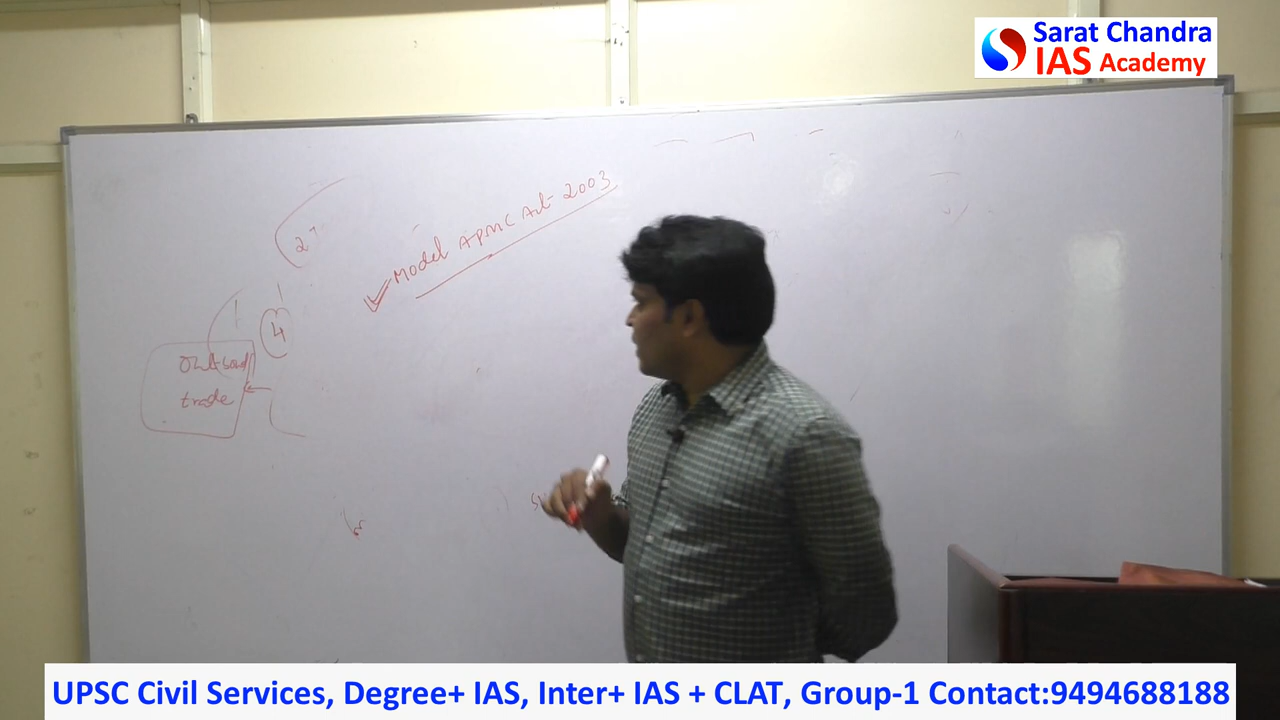 Sarat Chandra
IAS Academy
Model APMC Act 2003
27
4
trade
UPSC Civil Services, Degree+ IAS, Inter+ IAS + CLAT, Group-1 Contact:9494688188